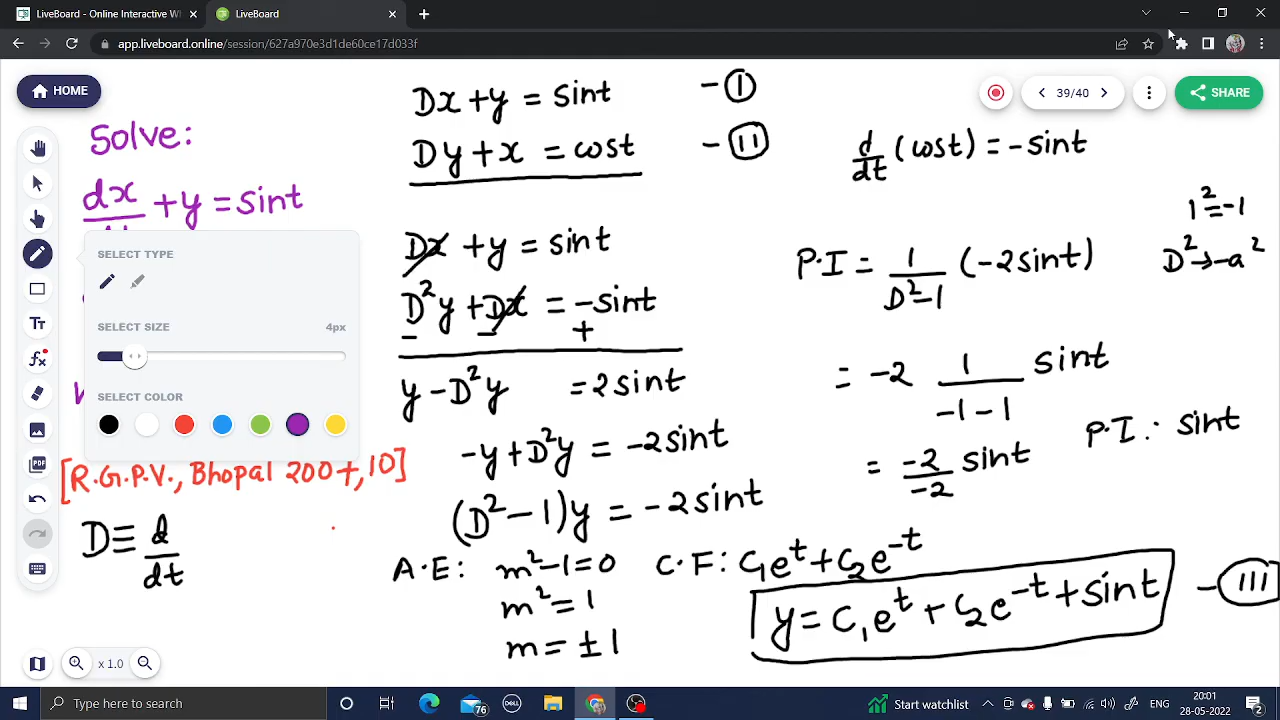 LiveBoard - Online Interactive W
LiveBoard
app.liveboard.online/session/627a970e3d1de60ce17d033f
HOME
39/40
SHARE
Solve:
dx + y = sint
SELECT TYPE
SELECT SIZE
4px
SELECT COLOR
[R.G.P.V., Bhopal 200+, 10]
D ≡ d/dt
Dx + y = sint - (I)
Dy + x = cost - (II)
Dx + y = sint
D²y + Dx = -sint
- - +
y - D²y = 2sint
-y + D²y = -2sint
(D² - 1)y = -2sint
A.E: m² - 1 = 0
m² = 1
m = ± 1
C.F: C₁e^t + C₂e^-t
d/dt (cost) = -sint
1² = -1
D² → -a²
P.I = 1/(D² - 1) (-2sint)
= -2 1/(-1 - 1) sint
= -2/-2 sint
P.I ∴ sint
y = C₁e^t + C₂e^-t + sint - (III)
x 1.0
Type here to search
76
Start watchlist
ENG
20:01
28-05-2022